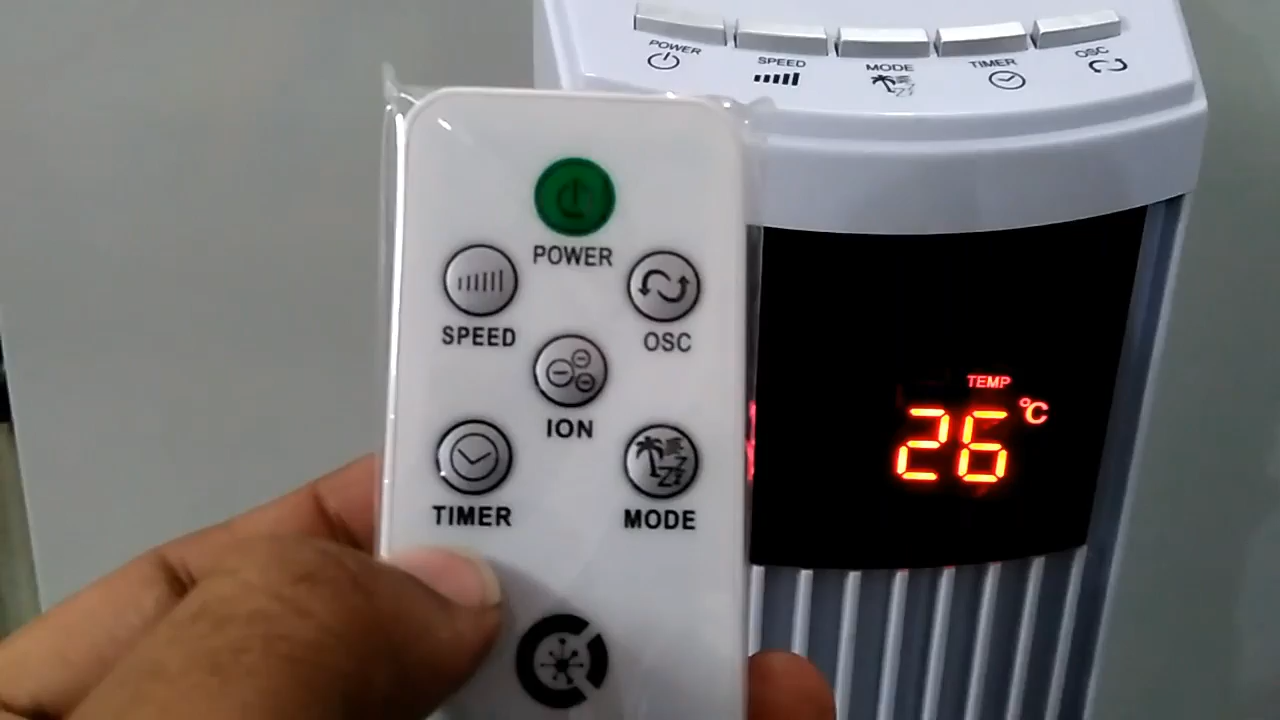 POWER
SPEED
MODE
TIMER
OSC
POWER
SPEED
OSC
ION
TIMER
MODE
TEMP
26 °C